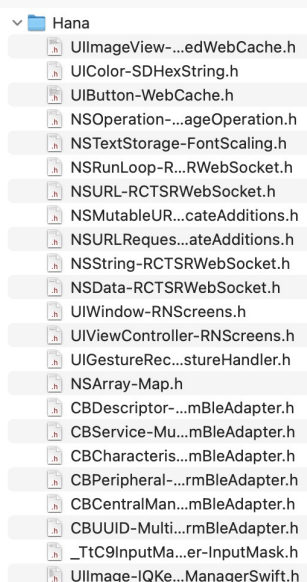 Hana
UIImageView-...edWebCache.h
UIColor-SDHexString.h
UIButton-WebCache.h
NSOperation-...ageOperation.h
NSTextStorage-FontScaling.h
NSRunLoop-R...RWebSocket.h
NSURL-RCTSRWebSocket.h
NSMutableUR...cateAdditions.h
NSURLReques...ateAdditions.h
NSString-RCTSRWebSocket.h
NSData-RCTSRWebSocket.h
UIWindow-RNScreens.h
UIViewController-RNScreens.h
UIGestureRec...stureHandler.h
NSArray-Map.h
CBDescriptor-...mBleAdapter.h
CBService-Mu...mBleAdapter.h
CBCharacteris...mBleAdapter.h
CBPeripheral-...rmBleAdapter.h
CBCentralMan...mBleAdapter.h
CBUUID-Multi...rmBleAdapter.h
_TtC9InputMa...er-InputMask.h
UIImage-IQKe...ManagerSwift.h